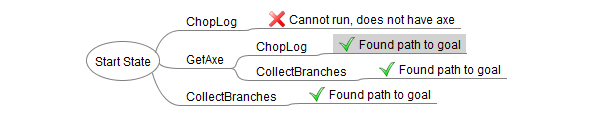 ChopLog
Cannot run, does not have axe
Start State
GetAxe
ChopLog
Found path to goal
CollectBranches
Found path to goal
CollectBranches
Found path to goal